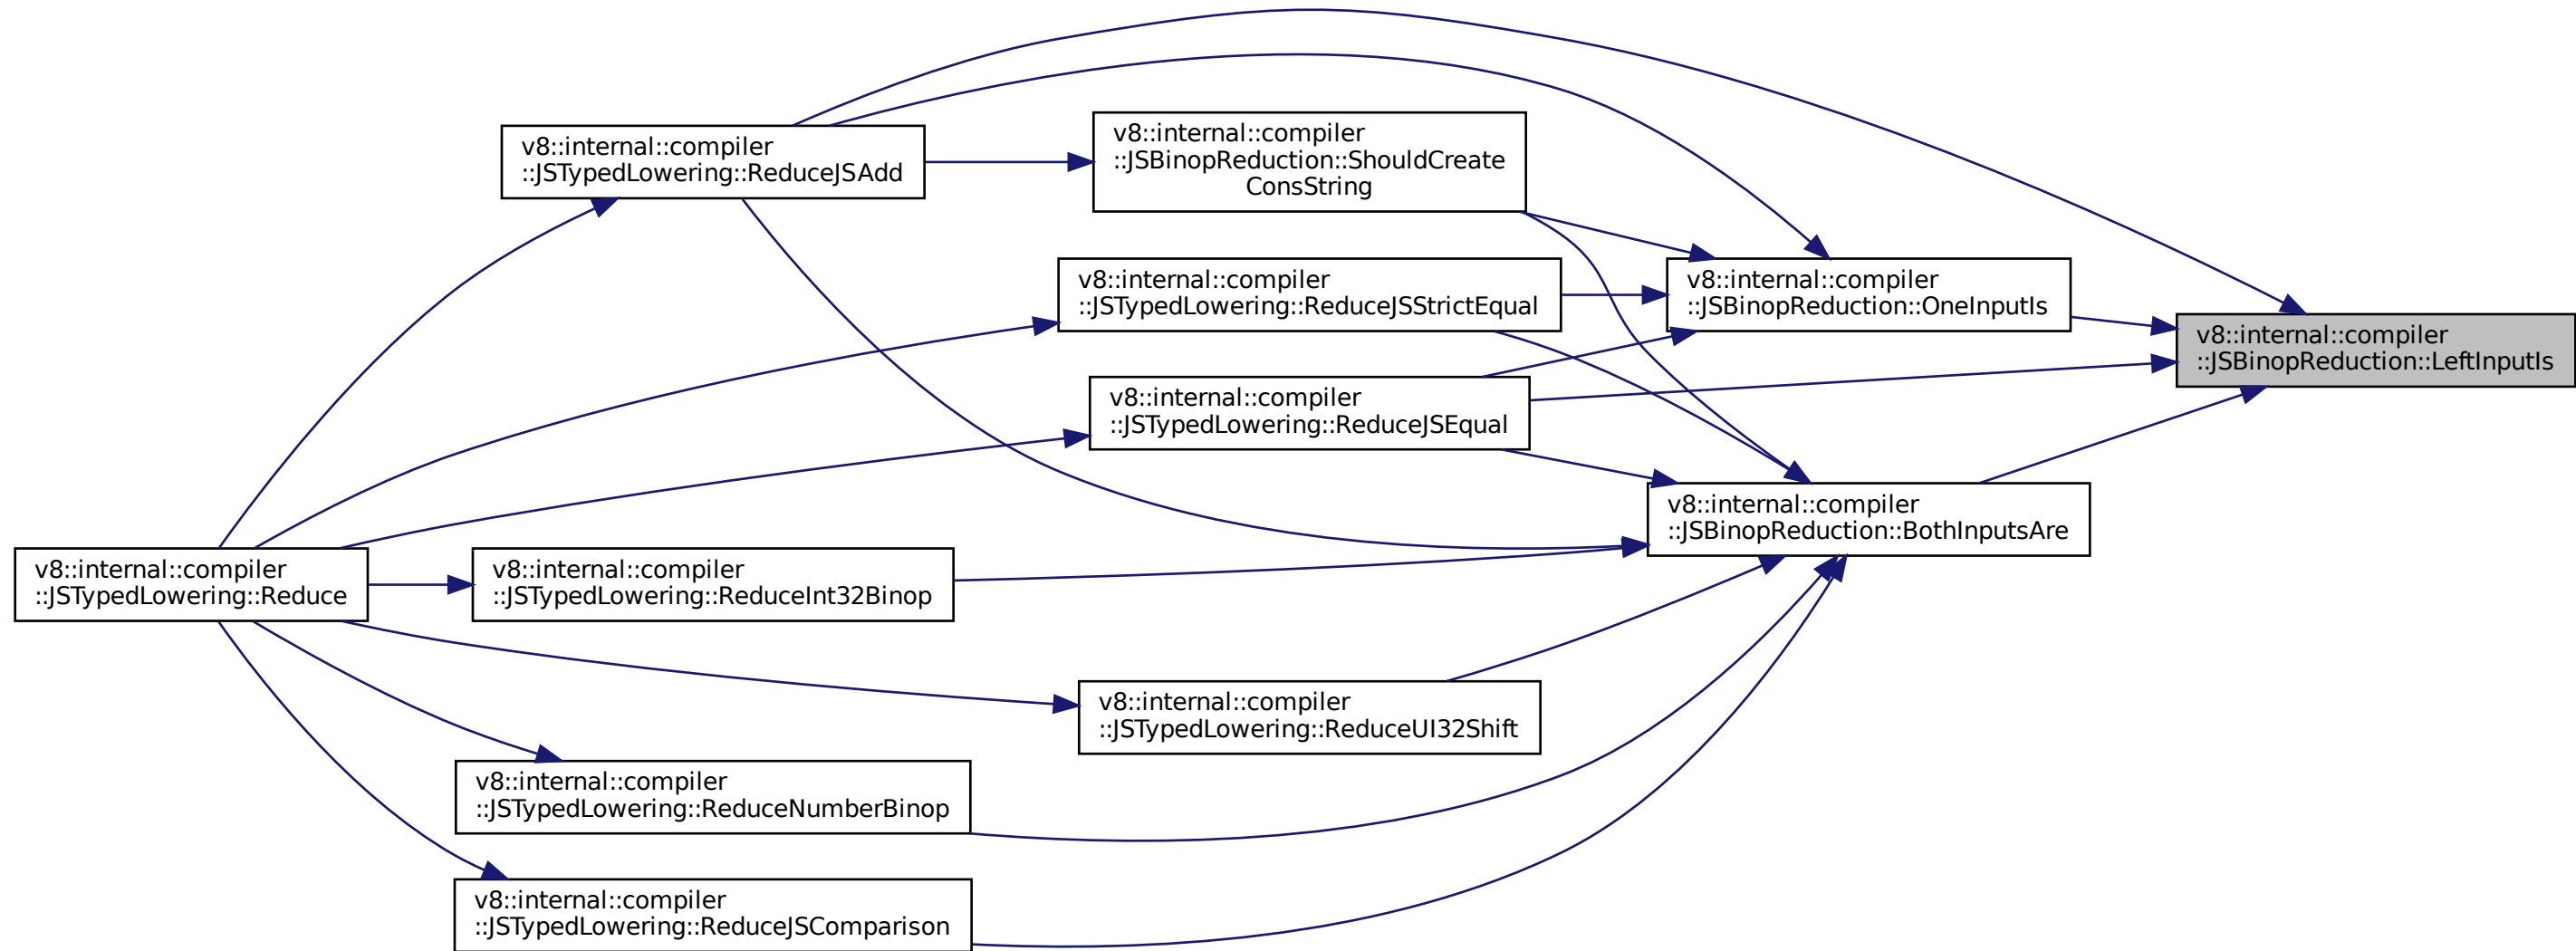 v8::internal::compiler
::JSTypedLowering::ReduceJSAdd
v8::internal::compiler
::JSBinopReduction::ShouldCreate
ConsString
v8::internal::compiler
::JSTypedLowering::ReduceJSStrictEqual
v8::internal::compiler
::JSBinopReduction::OneInputIs
v8::internal::compiler
::JSBinopReduction::LeftInputIs
v8::internal::compiler
::JSTypedLowering::ReduceJSEqual
v8::internal::compiler
::JSBinopReduction::BothInputsAre
v8::internal::compiler
::JSTypedLowering::Reduce
v8::internal::compiler
::JSTypedLowering::ReduceInt32Binop
v8::internal::compiler
::JSTypedLowering::ReduceUI32Shift
v8::internal::compiler
::JSTypedLowering::ReduceNumberBinop
v8::internal::compiler
::JSTypedLowering::ReduceJSComparison